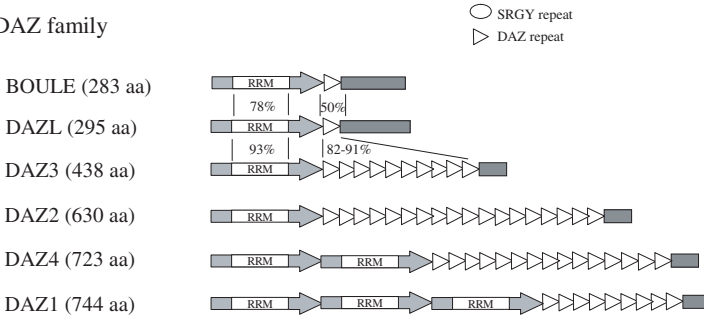 SRGY repeat
DAZ family
DAZ repeat
BOULE (283 aa)
RRM
78%
50%
DAZL (295 aa)
RRM
93%
82-91%
DAZ3 (438 aa)
RRM
DAZ2 (630 aa)
RRM
DAZ4 (723 aa)
RRM RRM
DAZ1 (744 aa)
RRM RRM RRM